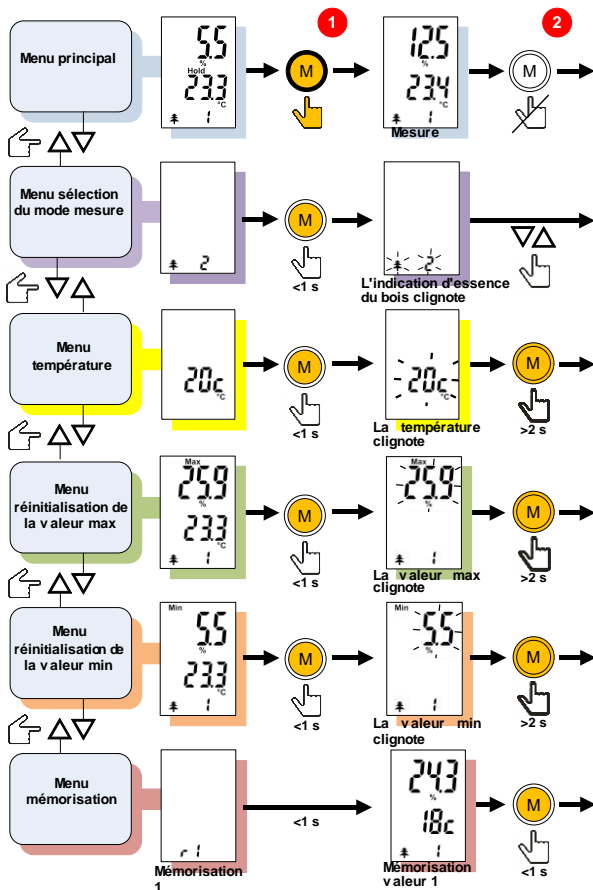 1
2
Menu principal
5.5
%
Hold
23.3
°C
1
M
12.5
%
23.4
°C
1
Mesure
M
Menu sélection
du mode mesure
2
M
<1 s
2
L'indication d'essence
du bois clignote
Menu
température
20c
°C
M
<1 s
20c
°C
La température
clignote
M
>2 s
Menu
réinitialisation de
la valeur max
Max
25.9
%
23.3
°C
1
M
<1 s
Max
25.9
%
1
La valeur max
clignote
M
>2 s
Menu
réinitialisation de
la valeur min
Min
5.5
%
23.3
°C
1
M
<1 s
Min
5.5
%
1
La valeur min
clignote
M
>2 s
Menu
mémorisation
r1
Mémorisation
1
<1 s
24.3
%
18c
1
Mémorisation
valeur 1
M
<1 s